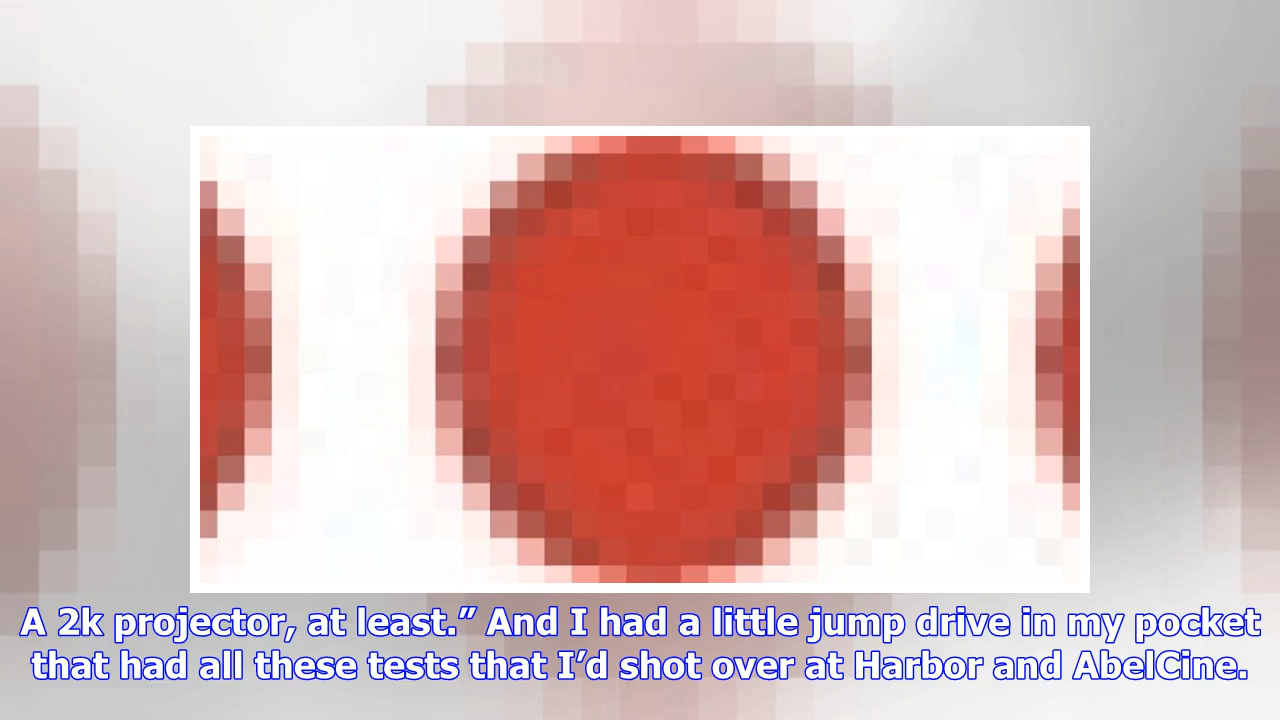 A 2k projector, at least.” And I had a little jump drive in my pocket
that had all these tests that I’d shot over at Harbor and AbelCine.